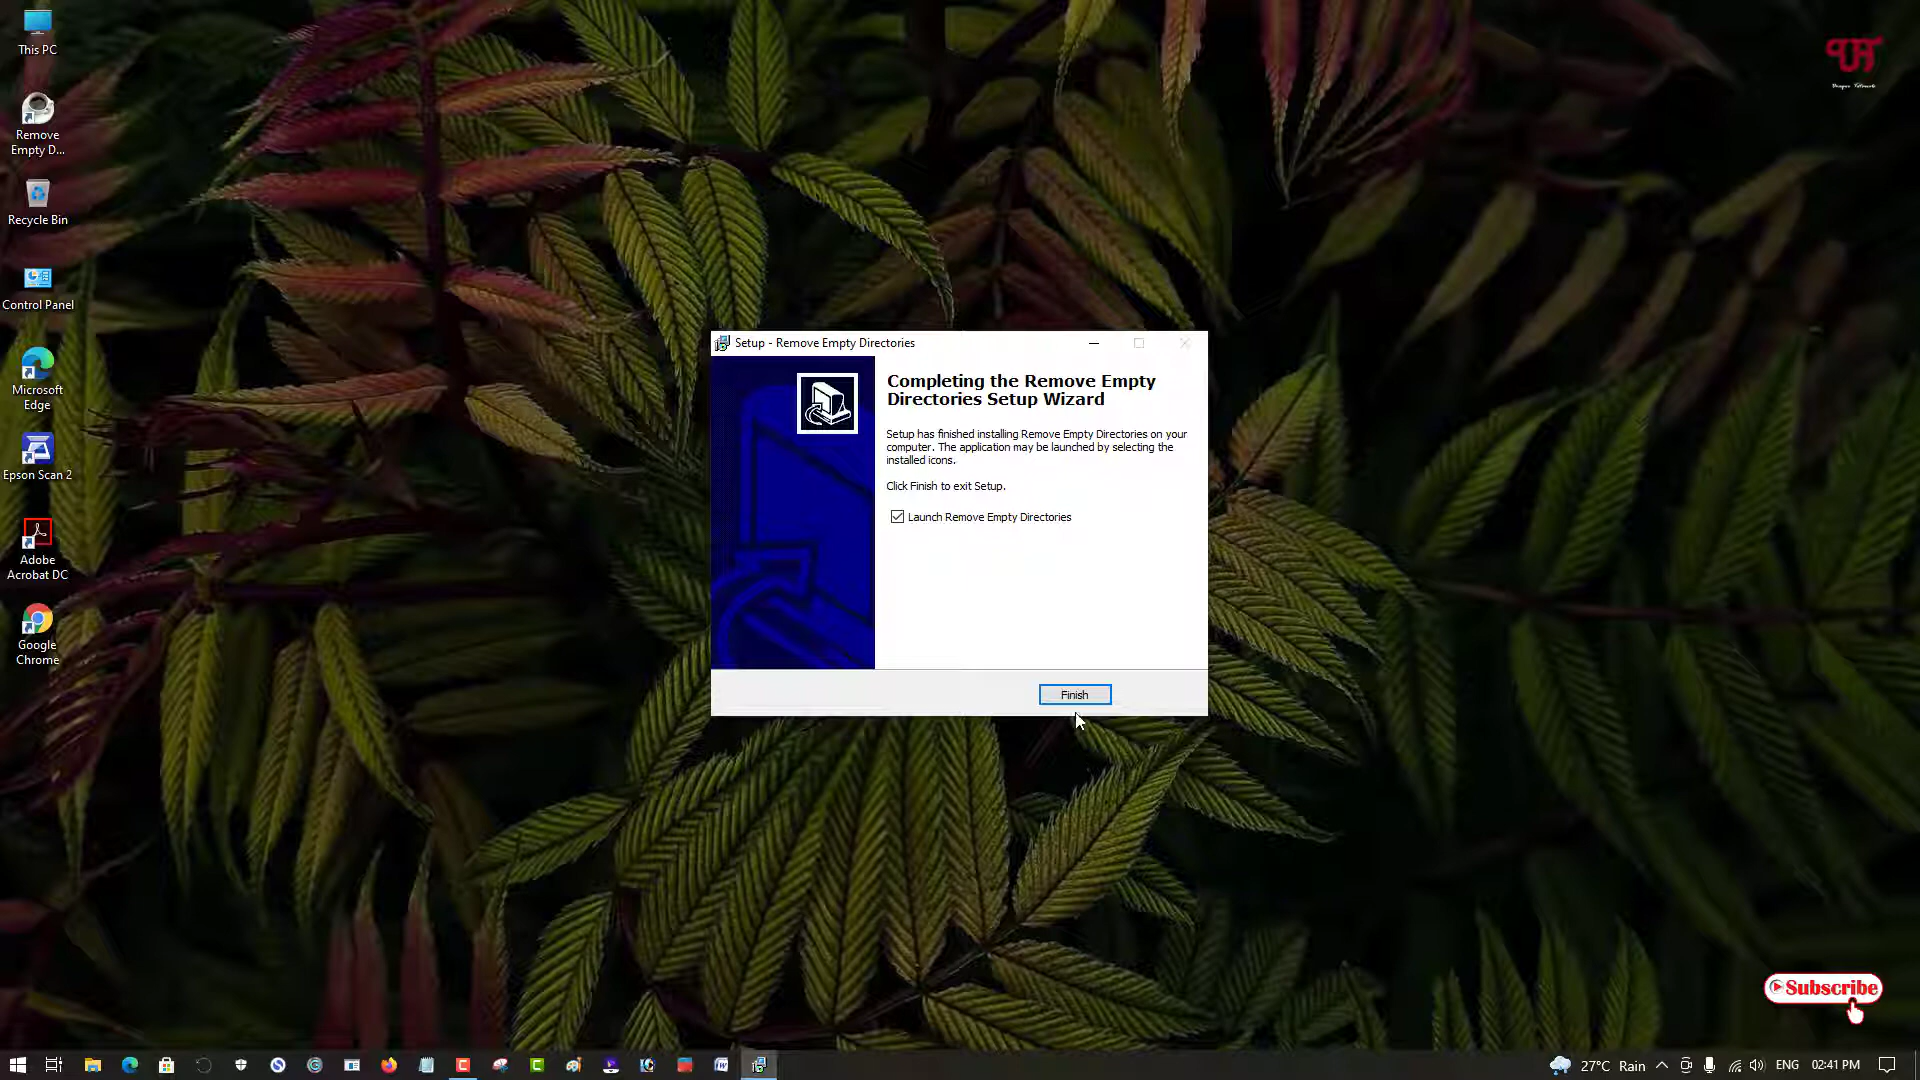 This PC
Remove
Empty D...
Recycle Bin
Control Panel
Microsoft
Edge
Epson Scan 2
Adobe
Acrobat DC
Google
Chrome
Setup - Remove Empty Directories
Completing the Remove Empty
Directories Setup Wizard
Setup has finished installing Remove Empty Directories on your
computer. The application may be launched by selecting the
installed icons.
Click Finish to exit Setup.
Launch Remove Empty Directories
Finish
Subscribe
27°C Rain
ENG
02:41 PM